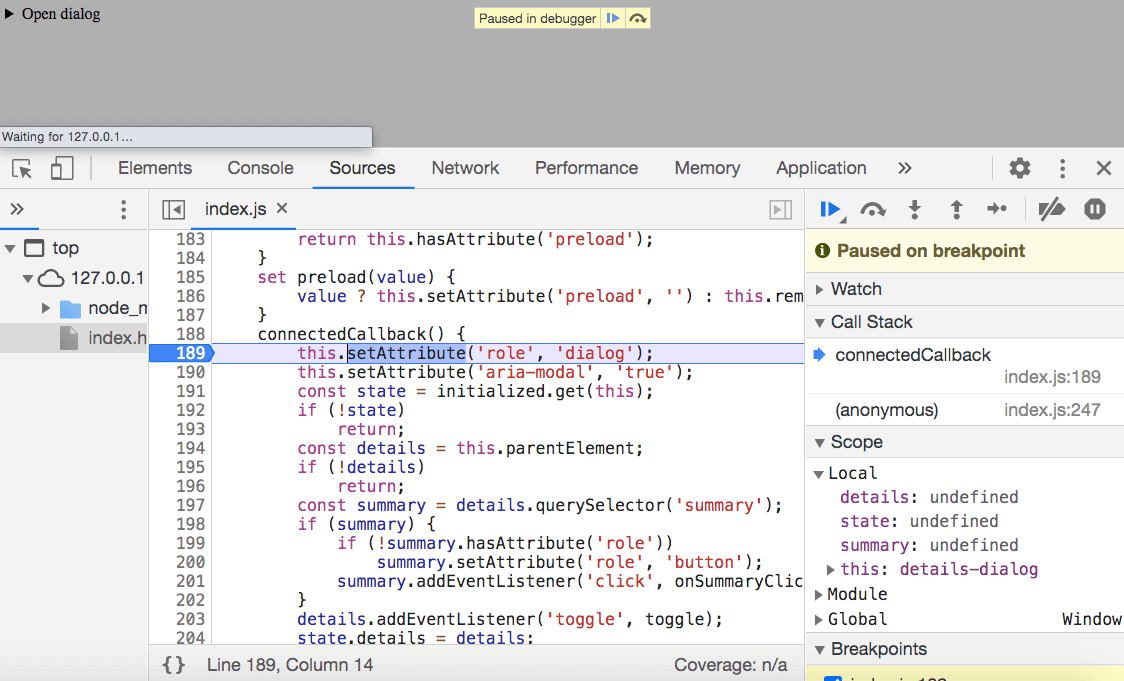 Open dialog
Paused in debugger
Waiting for 127.0.0.1...
Elements Console Sources Network Performance Memory Application
index.js
top
127.0.0.1
node_m
index.h
183 return this.hasAttribute('preload');
184 }
185 set preload(value) {
186 value ? this.setAttribute('preload', '') : this.rem
187 }
188 connectedCallback() {
189 this.setAttribute('role', 'dialog');
190 this.setAttribute('aria-modal', 'true');
191 const state = initialized.get(this);
192 if (!state)
193 return;
194 const details = this.parentElement;
195 if (!details)
196 return;
197 const summary = details.querySelector('summary');
198 if (summary) {
199 if (!summary.hasAttribute('role'))
200 summary.setAttribute('role', 'button');
201 summary.addEventListener('click', onSummaryClic
202 }
203 details.addEventListener('toggle', toggle);
204 state.details = details;
{} Line 189, Column 14 Coverage: n/a
Paused on breakpoint
Watch
Call Stack
connectedCallback
index.js:189
(anonymous) index.js:247
Scope
Local
details: undefined
state: undefined
summary: undefined
this: details-dialog
Module
Global Window
Breakpoints
index.js:189